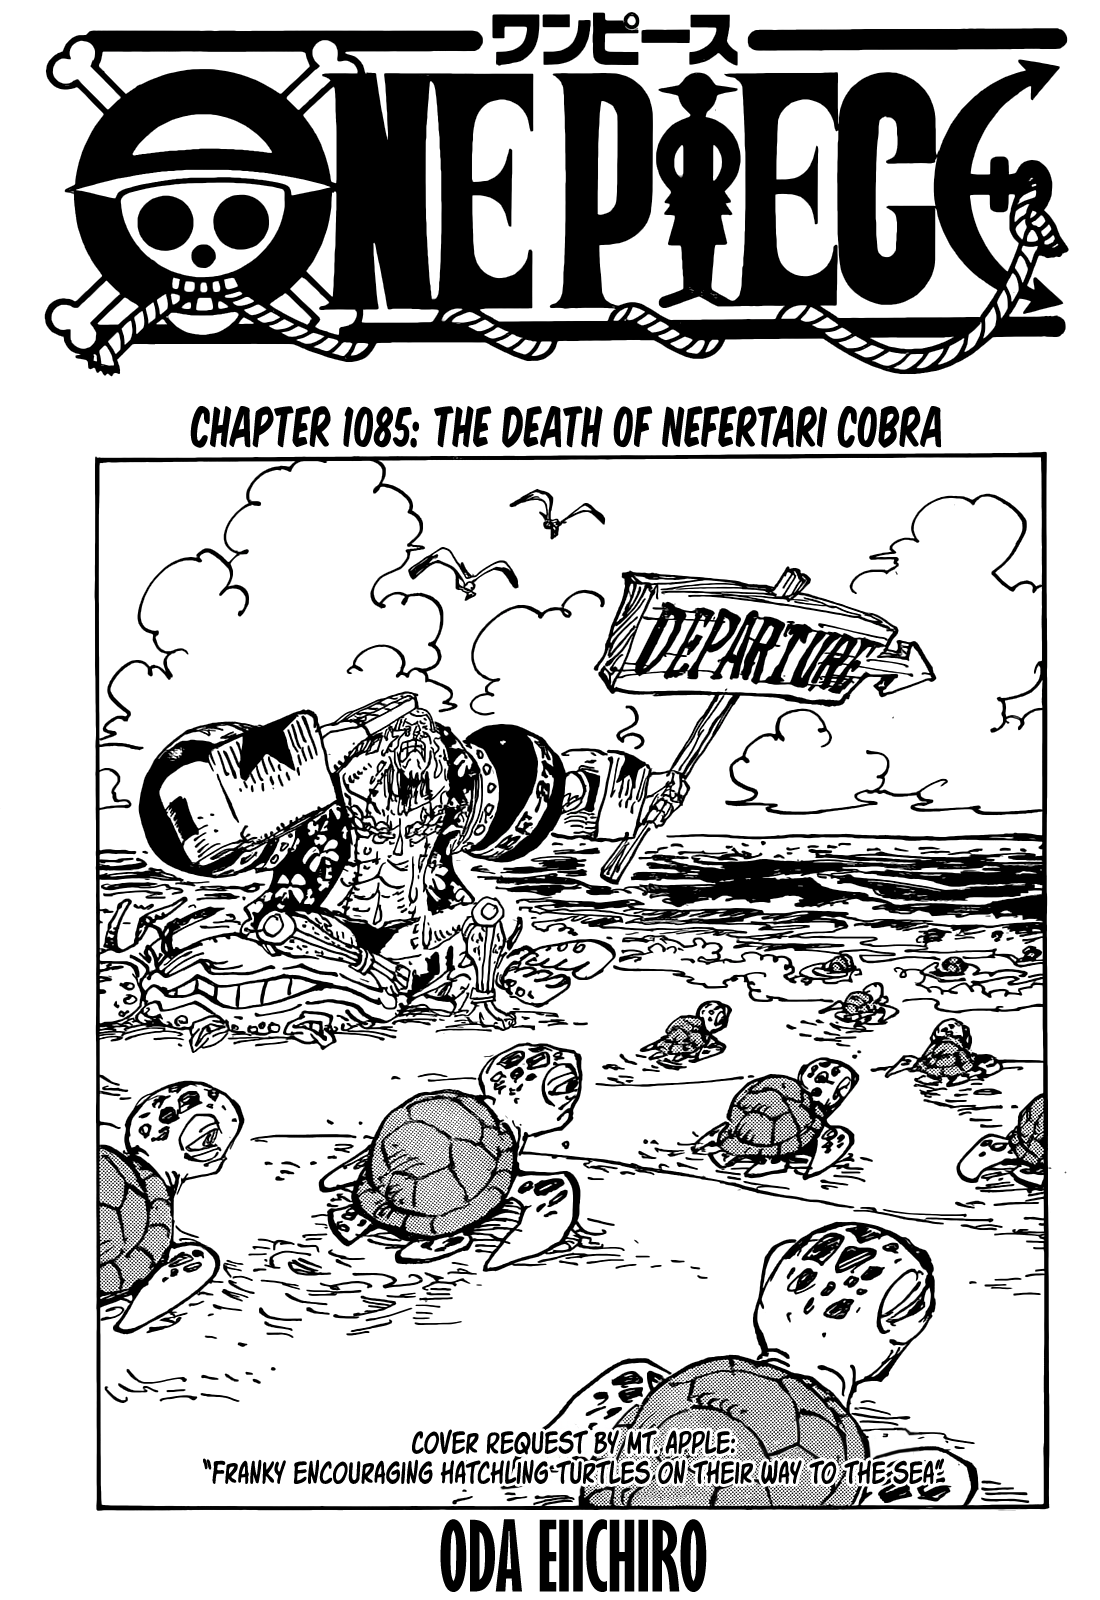 ワンピース
ONE PIECE
CHAPTER 1085: THE DEATH OF NEFERTARI COBRA
DEPARTURE
COVER REQUEST BY MT. APPLE:
"FRANKY ENCOURAGING HATCHLING TURTLES ON THEIR WAY TO THE SEA".
ODA EIICHIRO